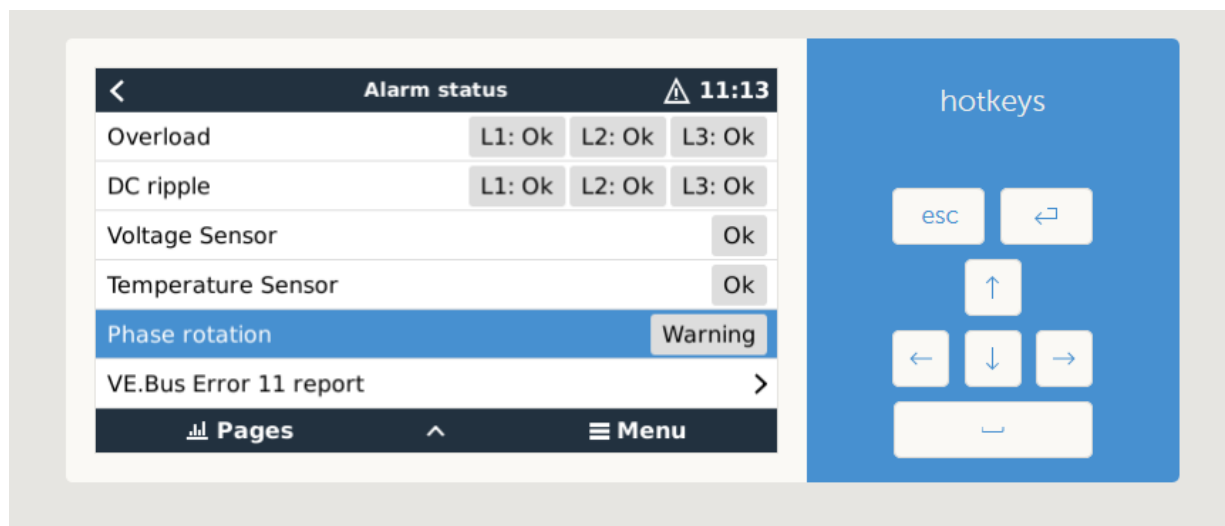 Alarm status 11:13
Overload L1: Ok L2: Ok L3: Ok
DC ripple L1: Ok L2: Ok L3: Ok
Voltage Sensor Ok
Temperature Sensor Ok
Phase rotation Warning
VE.Bus Error 11 report
Pages Menu
hotkeys
esc